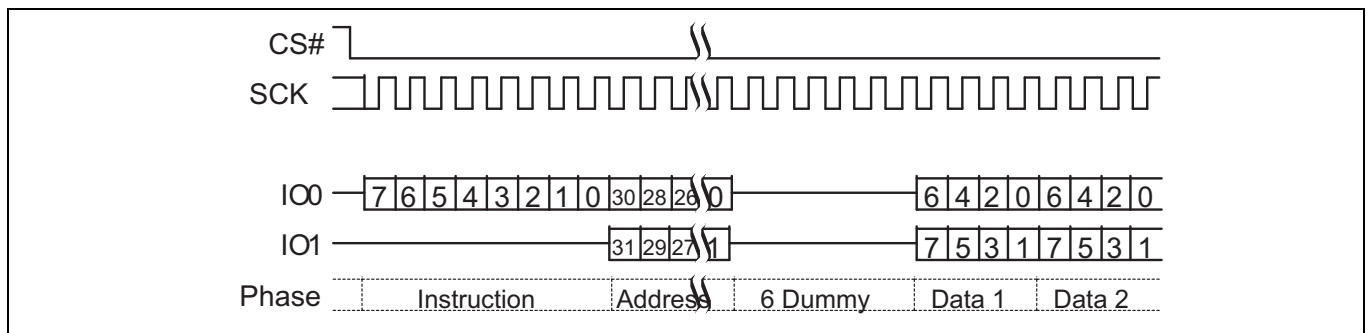 CS#
SCK
IO0 7 6 5 4 3 2 1 0 30 28 26 0 6 4 2 0 6 4 2 0
IO1 31 29 27 1 7 5 3 1 7 5 3 1
Phase Instruction Address 6 Dummy Data 1 Data 2